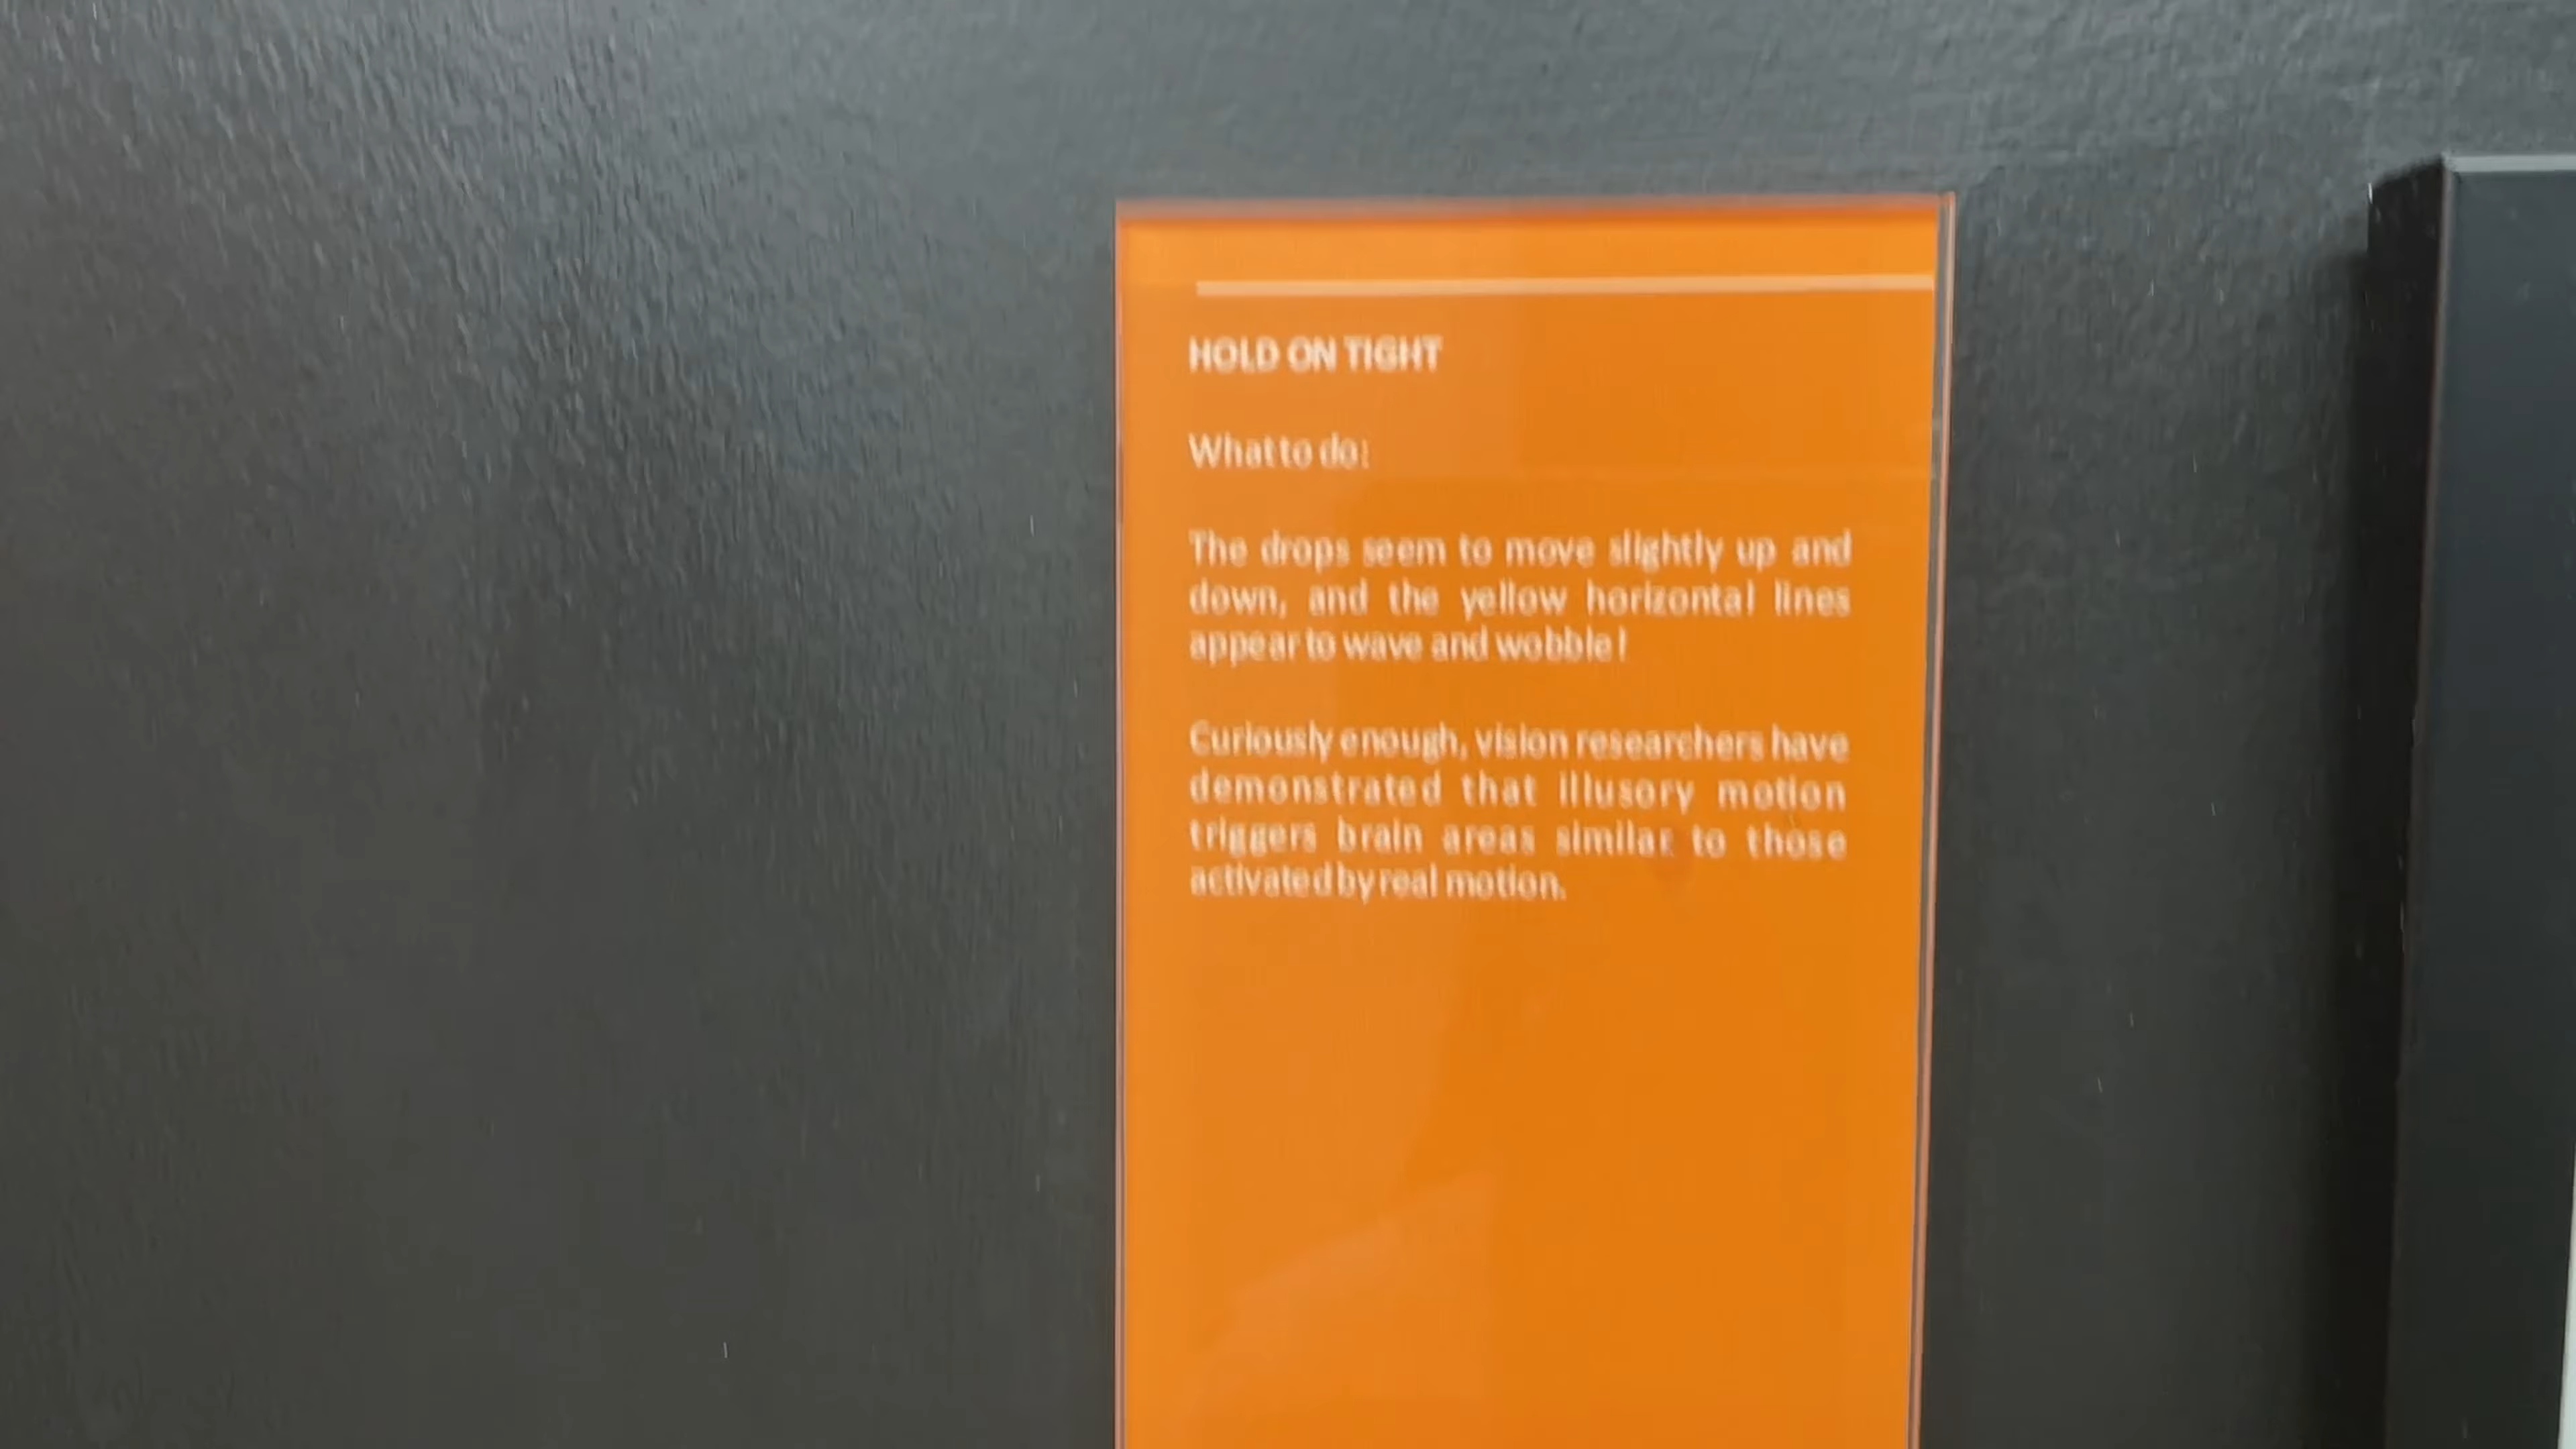 HOLD ON TIGHT
What to do:
The drops seem to move slightly up and
down, and the yellow horizontal lines
appear to wave and wobble!
Curiously enough, vision researchers have
demonstrated that illusory motion
triggers brain areas similar to those
activated by real motion.